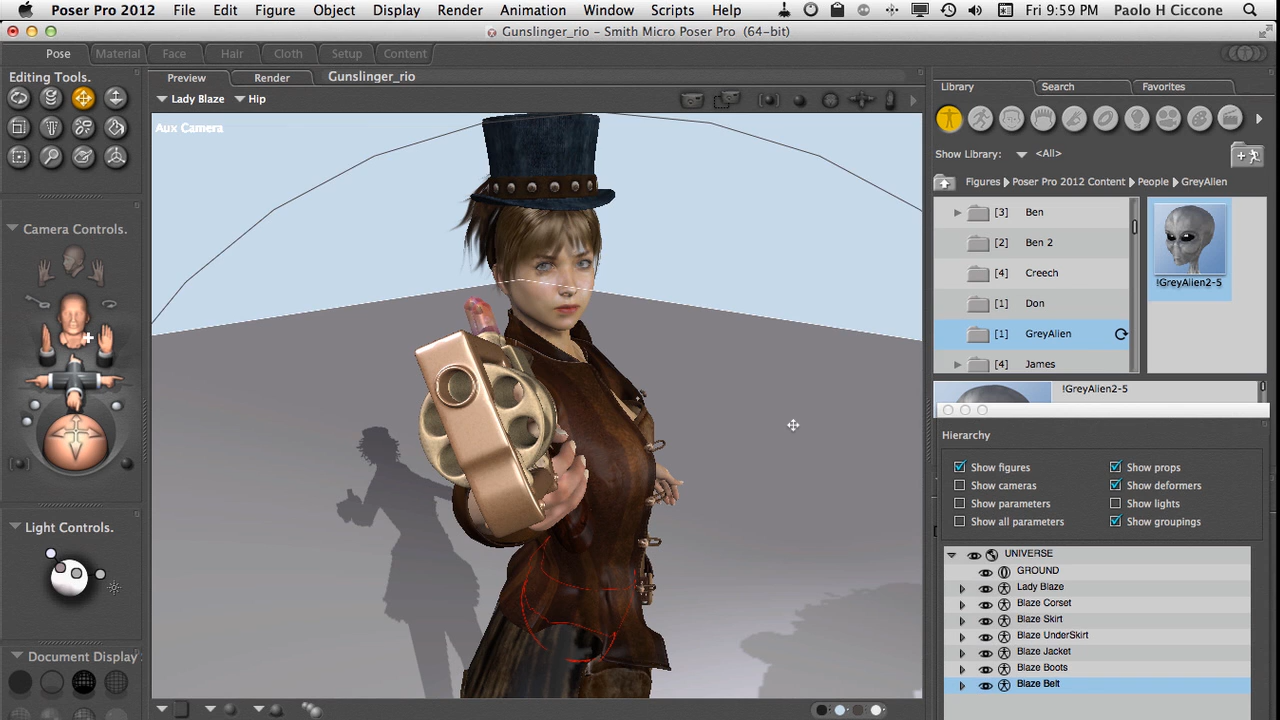 Poser Pro 2012 File Edit Figure Object Display Render Animation Window Scripts Help Fri 9:59 PM Paolo H Ciccone
Gunslinger_rio - Smith Micro Poser Pro (64-bit)
Pose Material Face Hair Cloth Setup Content
Editing Tools.
Preview Render Gunslinger_rio
Lady Blaze Hip
Aux Camera
Camera Controls.
Light Controls.
Document Display
Library Search Favorites
Show Library: <All>
Figures Poser Pro 2012 Content People GreyAlien
[3] Ben
[2] Ben 2
[4] Creech
[1] Don
[1] GreyAlien
[4] James
!GreyAlien2-5
!GreyAlien2-5
Hierarchy
Show figures Show props
Show cameras Show deformers
Show parameters Show lights
Show all parameters Show groupings
UNIVERSE
GROUND
Lady Blaze
Blaze Corset
Blaze Skirt
Blaze UnderSkirt
Blaze Jacket
Blaze Boots
Blaze Belt